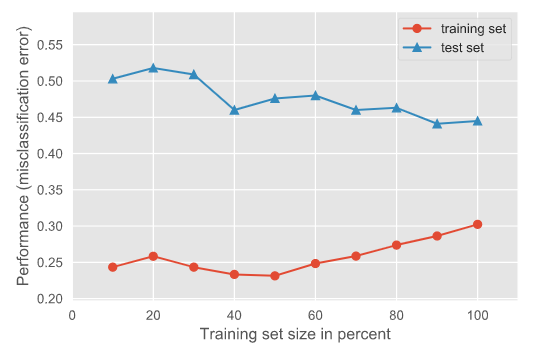 training set
test set
Performance (misclassification error)
0.55
0.50
0.45
0.40
0.35
0.30
0.25
0.20
0 20 40 60 80 100
Training set size in percent